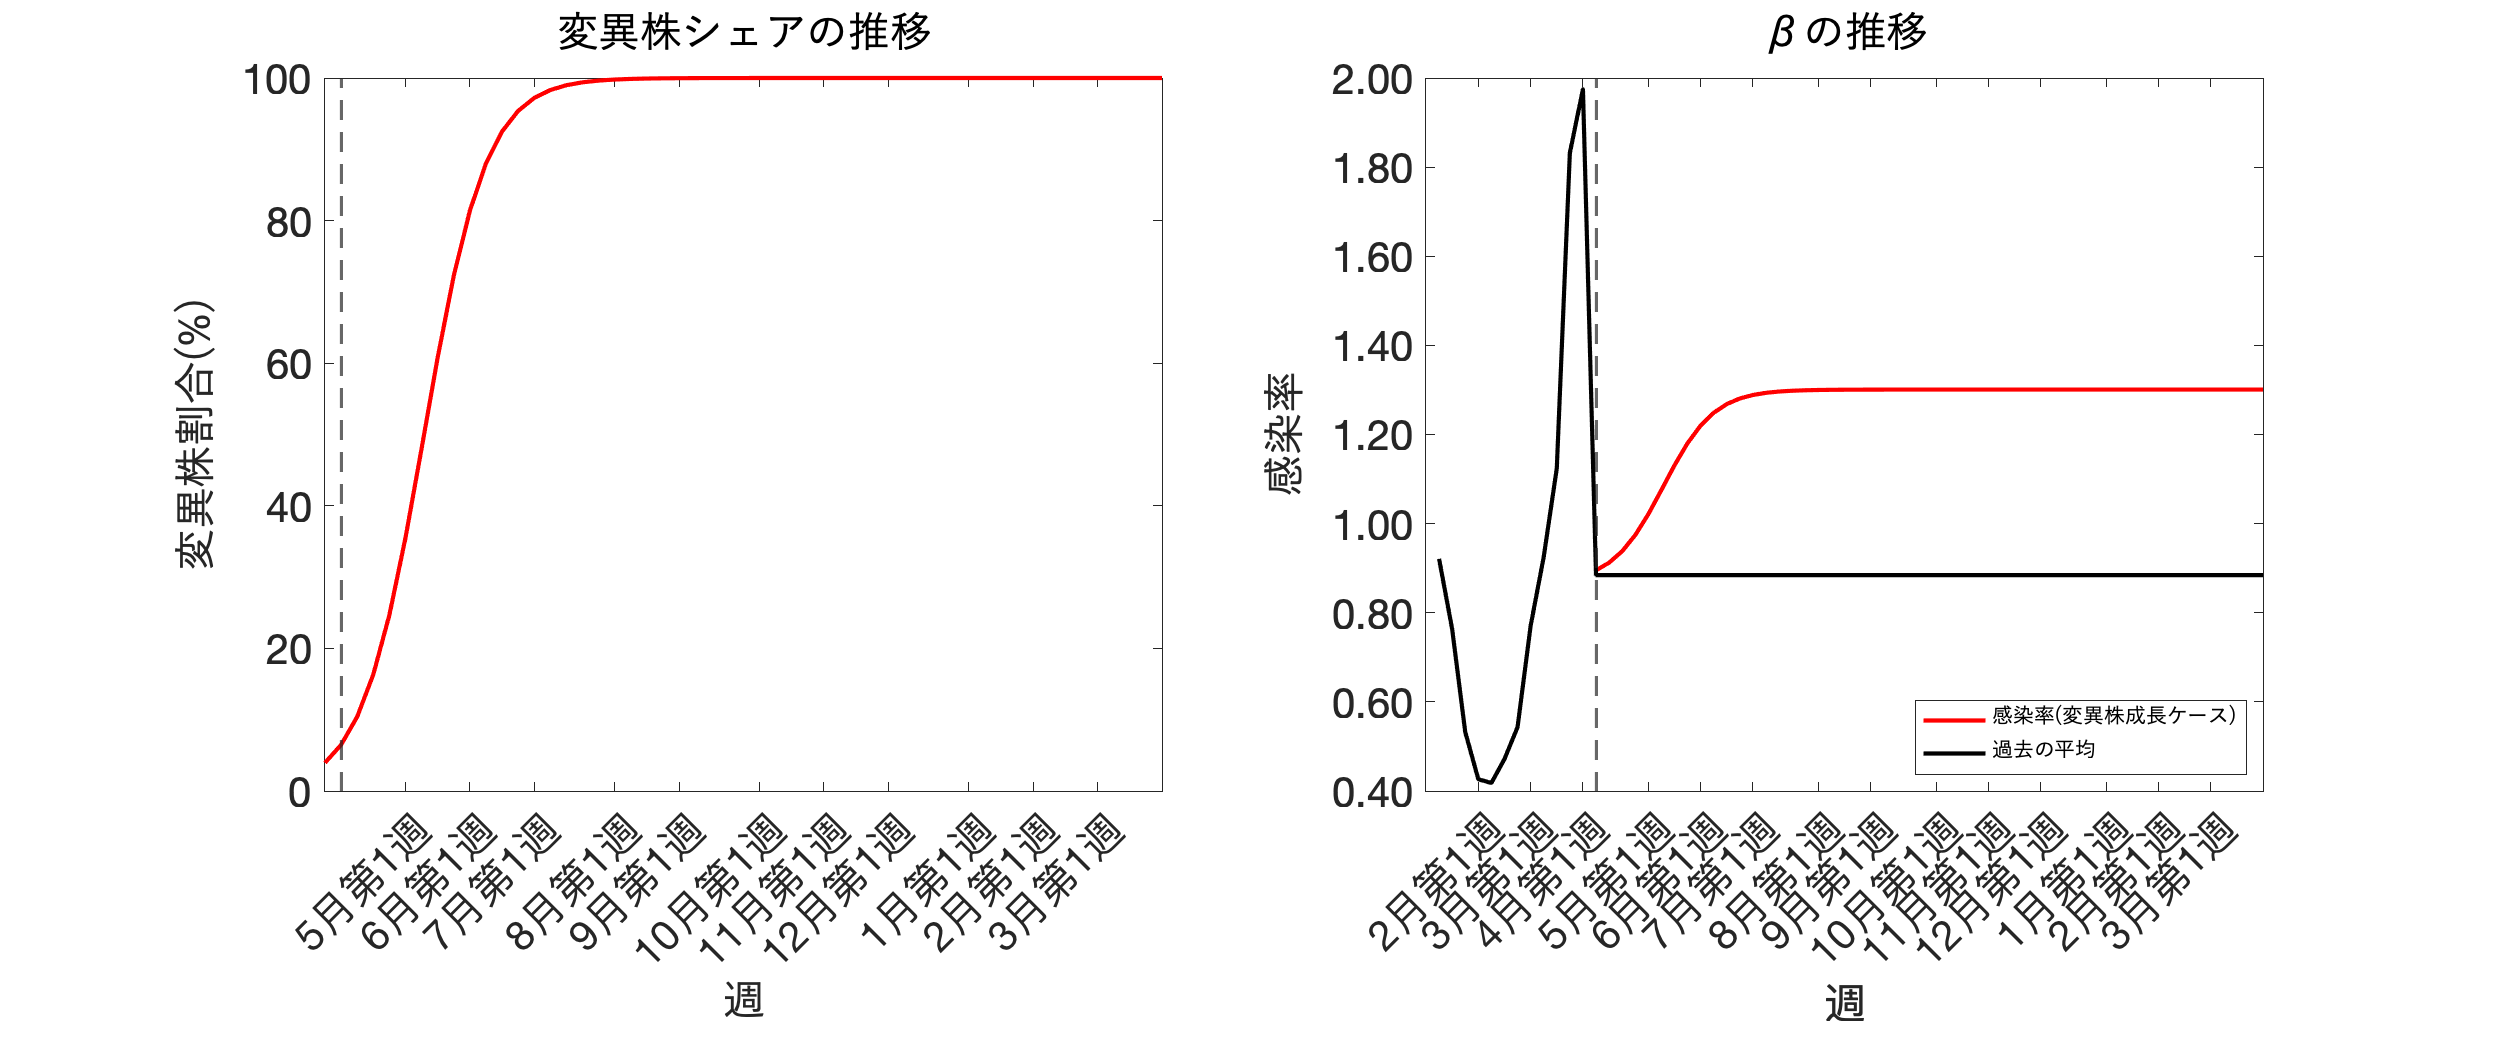 変異株シェアの推移
変異株割合(%)
100
80
60
40
20
0
5月第1週
6月第1週
7月第1週
8月第1週
9月第1週
10月第1週
11月第1週
12月第1週
1月第1週
2月第1週
3月第1週
週
βの推移
感染率
2.00
1.80
1.60
1.40
1.20
1.00
0.80
0.60
0.40
感染率(変異株成長ケース)
過去の平均
2月第1週
3月第1週
4月第1週
5月第1週
6月第1週
7月第1週
8月第1週
9月第1週
10月第1週
11月第1週
12月第1週
1月第1週
2月第1週
3月第1週
週